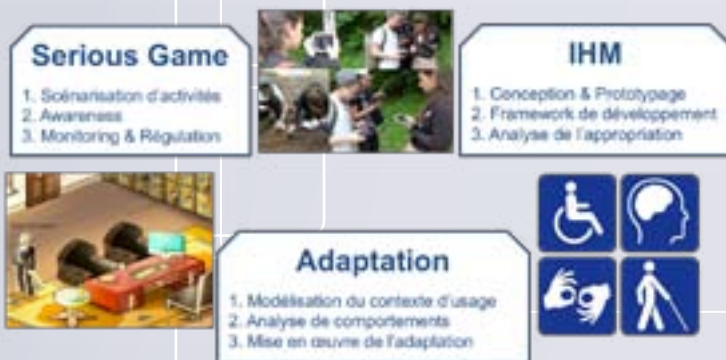 Serious Game
1. Scénarisation d'activités
2. Awareness
3. Monitoring & Régulation
IHM
1. Conception & Prototypage
2. Framework de développement
3. Analyse de l'appropriation
Adaptation
1. Modélisation du contexte d'usage
2. Analyse de comportements
3. Mise en œuvre de l'adaptation